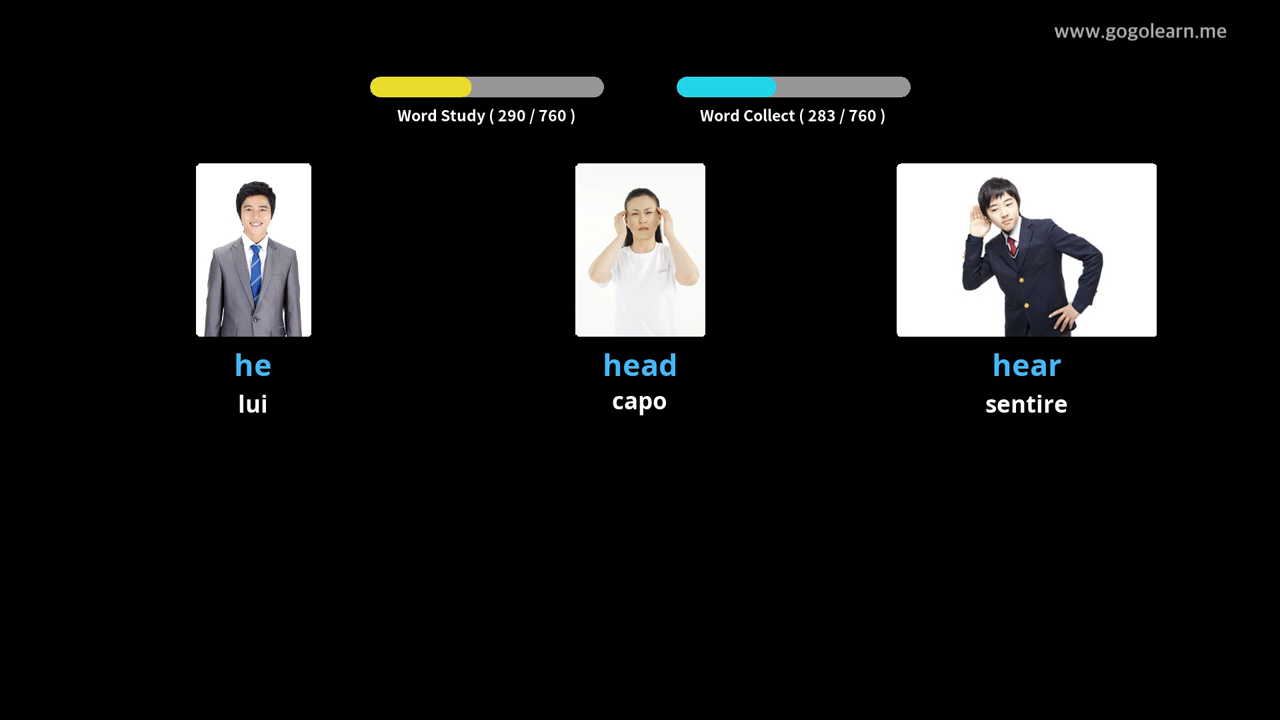 www.gogolearn.me
Word Study ( 290 / 760 )
Word Collect ( 283 / 760 )
he
lui
head
capo
hear
sentire